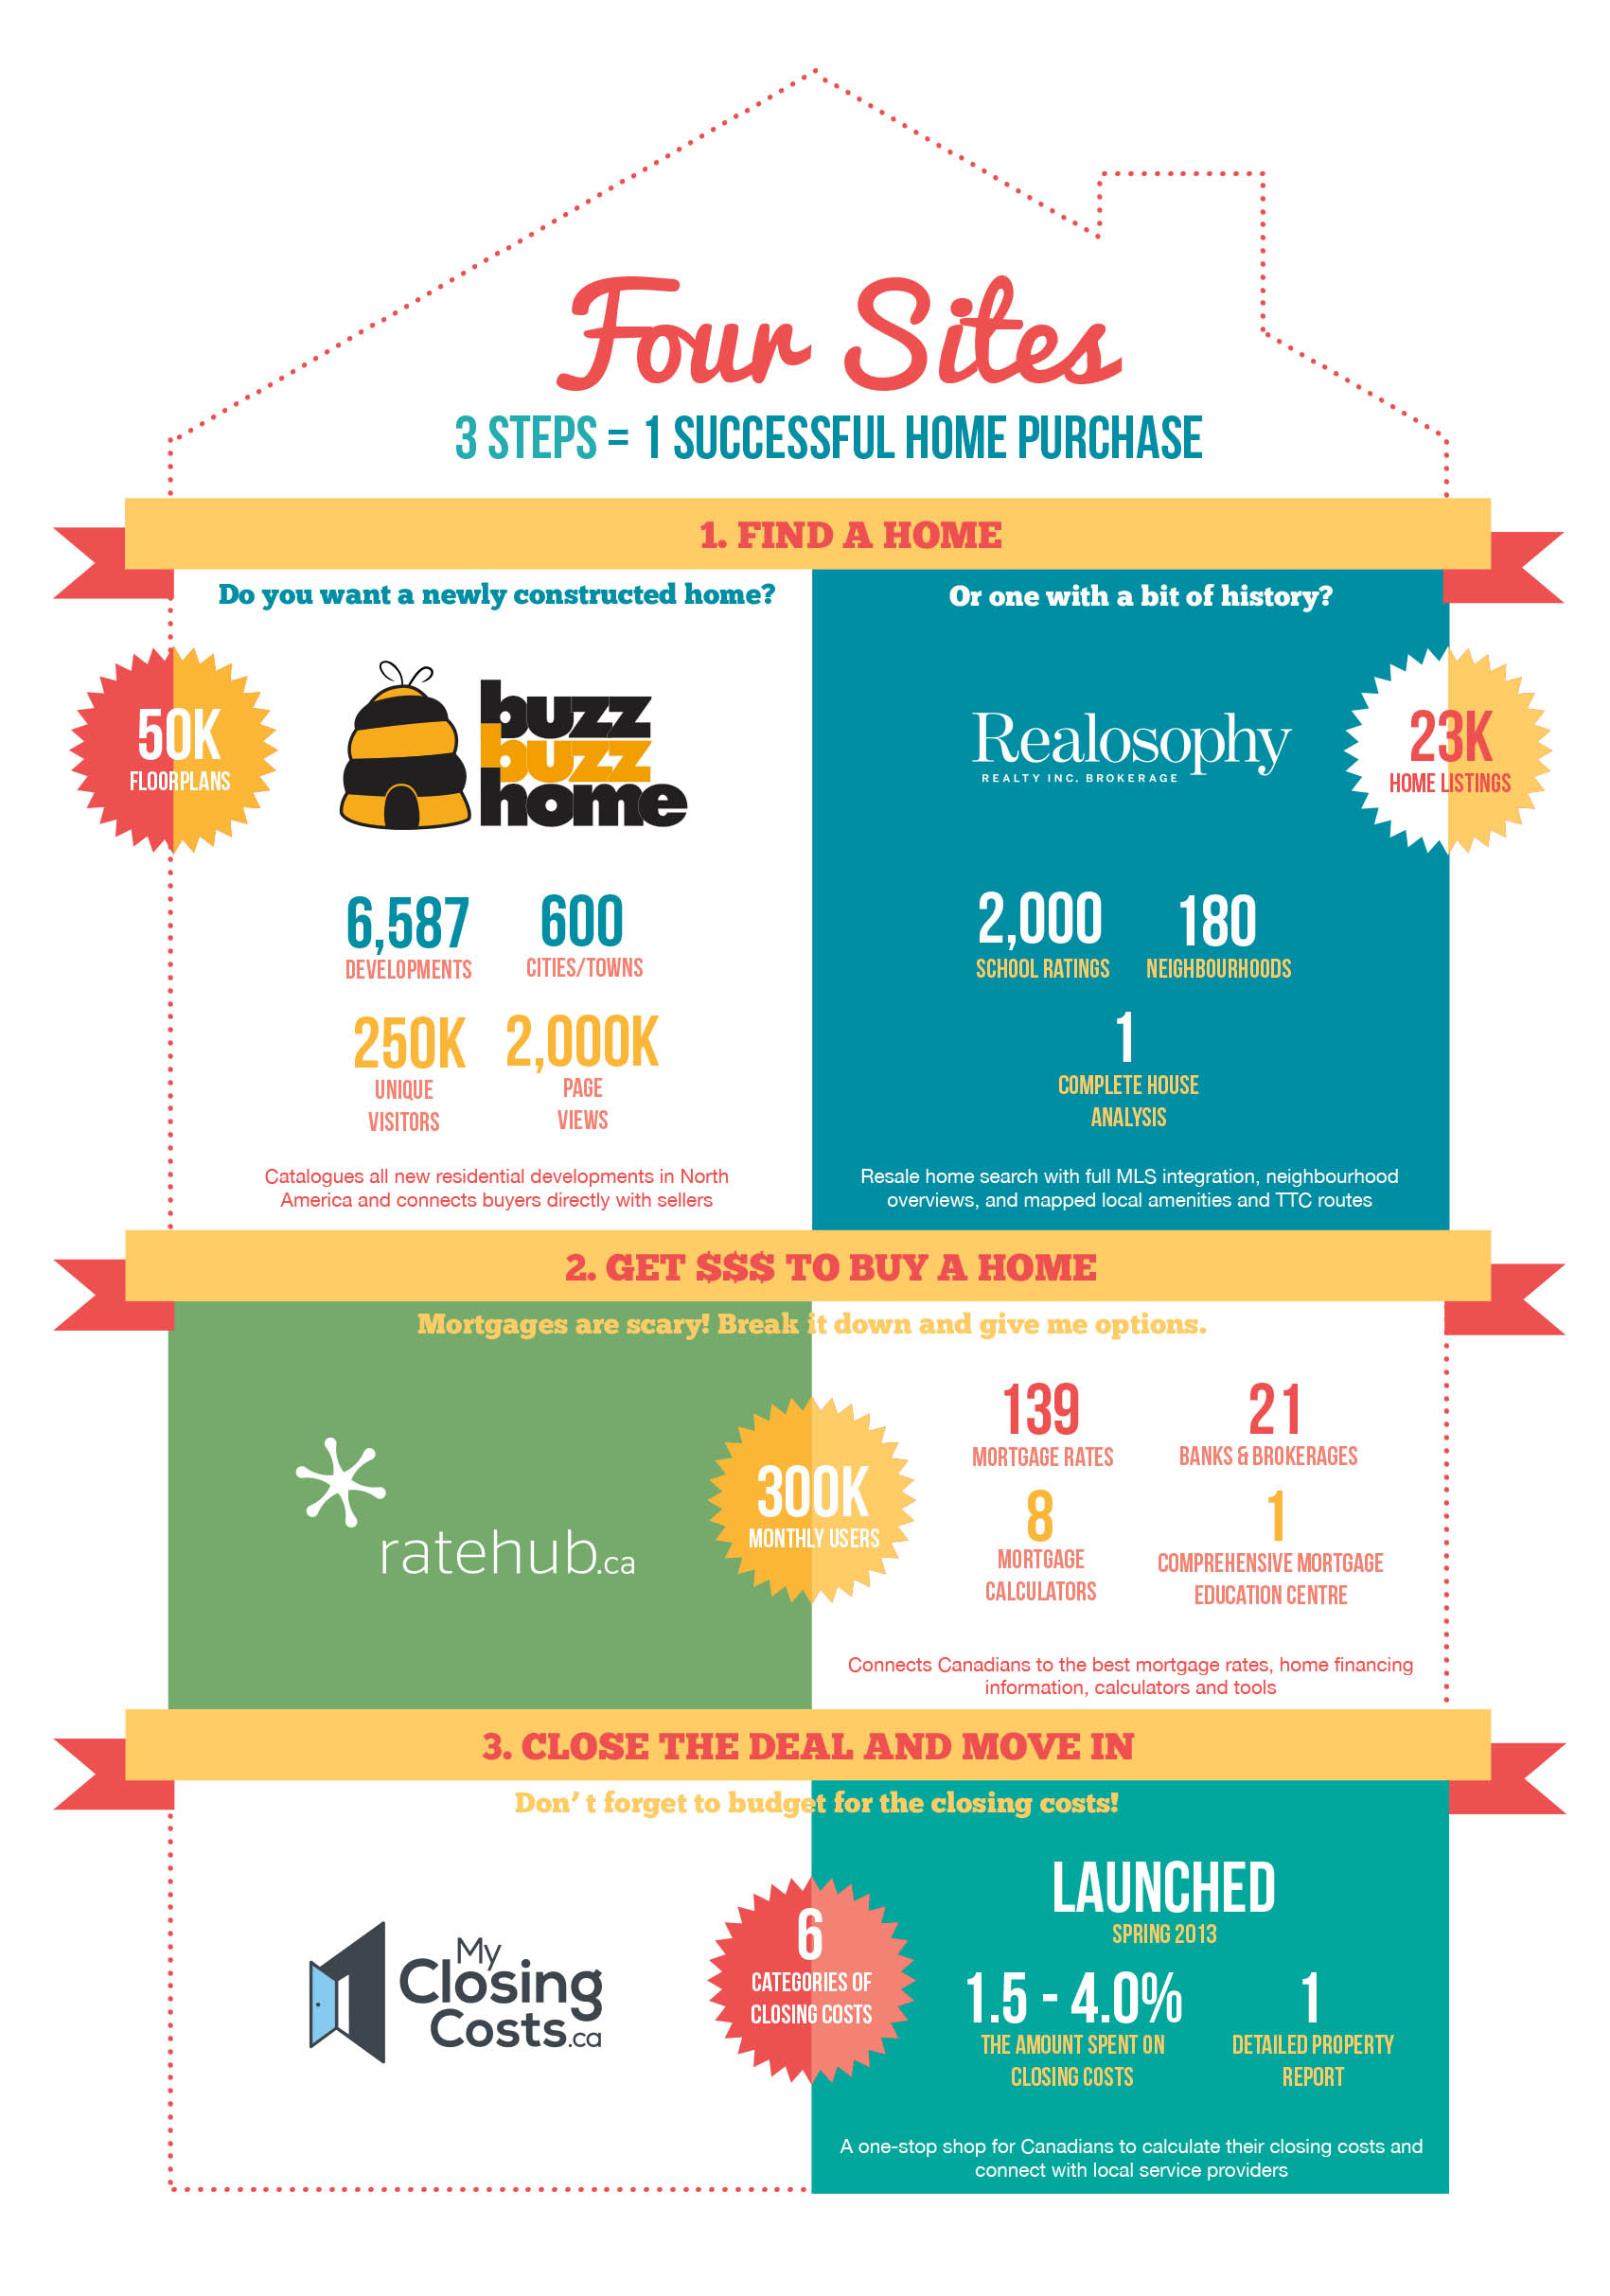 Four Sites
3 STEPS = 1 SUCCESSFUL HOME PURCHASE
1. FIND A HOME
Do you want a newly constructed home?
50K
FLOORPLANS
buzz
buzz
home
6,587
DEVELOPMENTS
600
CITIES/TOWNS
250K
UNIQUE
VISITORS
2,000K
PAGE
VIEWS
Catalogues all new residential developments in North
America and connects buyers directly with sellers
Or one with a bit of history?
Realosophy
REALTY INC. BROKERAGE
23K
HOME LISTINGS
2,000
SCHOOL RATINGS
180
NEIGHBOURHOODS
1
COMPLETE HOUSE
ANALYSIS
Resale home search with full MLS integration, neighbourhood
overviews, and mapped local amenities and TTC routes
2. GET $$$ TO BUY A HOME
Mortgages are scary! Break it down and give me options.
ratehub.ca
300K
MONTHLY USERS
139
MORTGAGE RATES
21
BANKS & BROKERAGES
8
MORTGAGE
CALCULATORS
1
COMPREHENSIVE MORTGAGE
EDUCATION CENTRE
Connects Canadians to the best mortgage rates, home financing
information, calculators and tools
3. CLOSE THE DEAL AND MOVE IN
Don' t forget to budget for the closing costs!
My
Closing
Costs.ca
6
CATEGORIES OF
CLOSING COSTS
LAUNCHED
SPRING 2013
1.5 - 4.0%
THE AMOUNT SPENT ON
CLOSING COSTS
1
DETAILED PROPERTY
REPORT
A one-stop shop for Canadians to calculate their closing costs and
connect with local service providers